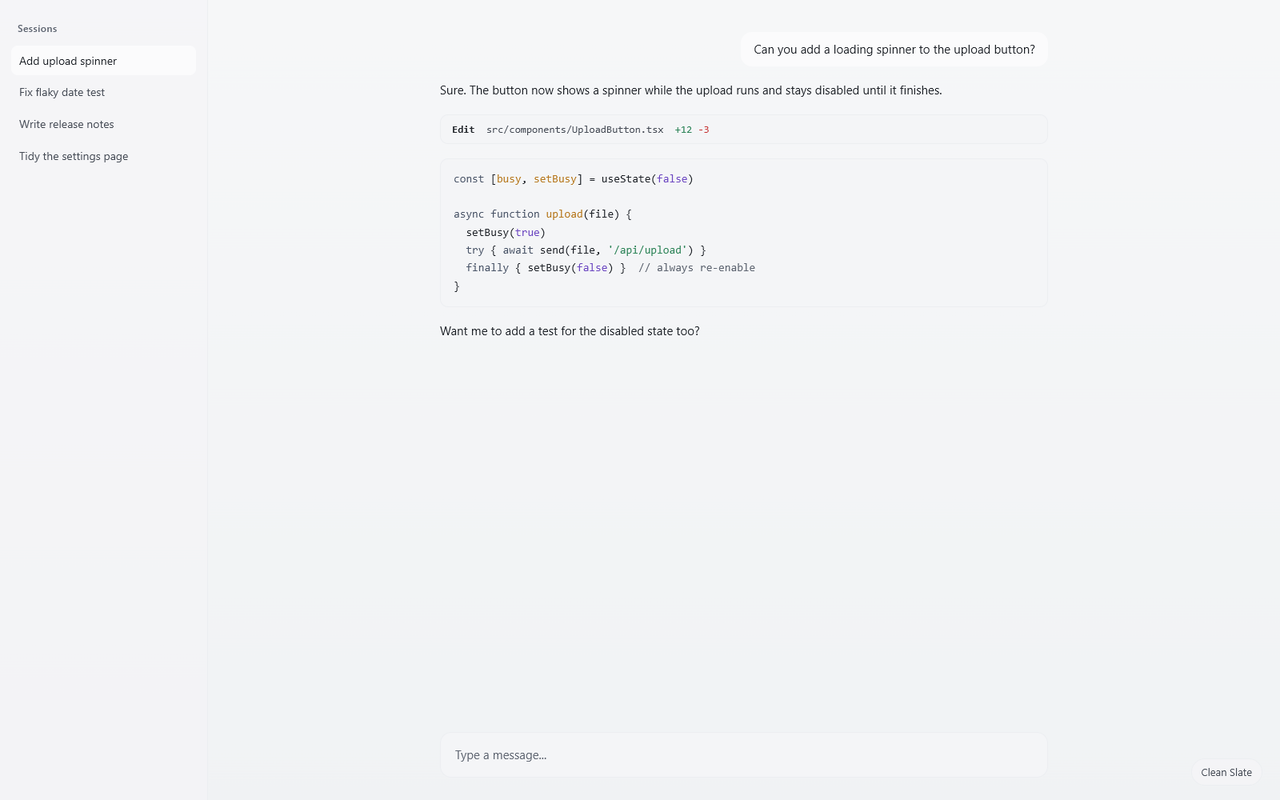 Sessions
Add upload spinner
Fix flaky date test
Write release notes
Tidy the settings page
Can you add a loading spinner to the upload button?
Sure. The button now shows a spinner while the upload runs and stays disabled until it finishes.
Edit src/components/UploadButton.tsx +12 -3
const [busy, setBusy] = useState(false)
async function upload(file) {
  setBusy(true)
  try { await send(file, '/api/upload') }
  finally { setBusy(false) }  // always re-enable
}
Want me to add a test for the disabled state too?
Type a message...
Clean Slate